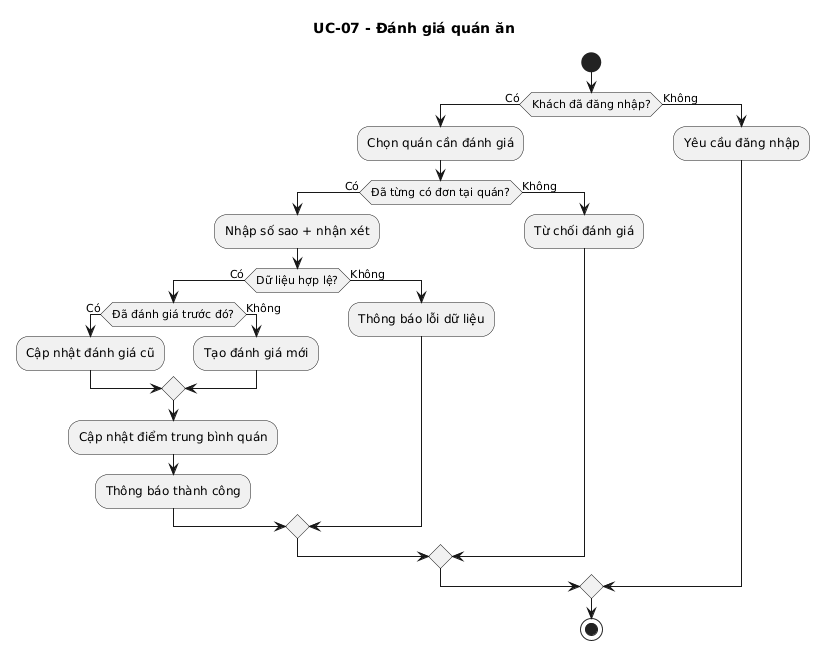 UC-07 - Đánh giá quán ăn
Có
Khách đã đăng nhập?
Không
Chọn quán cần đánh giá
Yêu cầu đăng nhập
Có
Đã từng có đơn tại quán?
Không
Nhập số sao + nhận xét
Từ chối đánh giá
Có
Dữ liệu hợp lệ?
Không
Có
Đã đánh giá trước đó?
Không
Thông báo lỗi dữ liệu
Cập nhật đánh giá cũ
Tạo đánh giá mới
Cập nhật điểm trung bình quán
Thông báo thành công